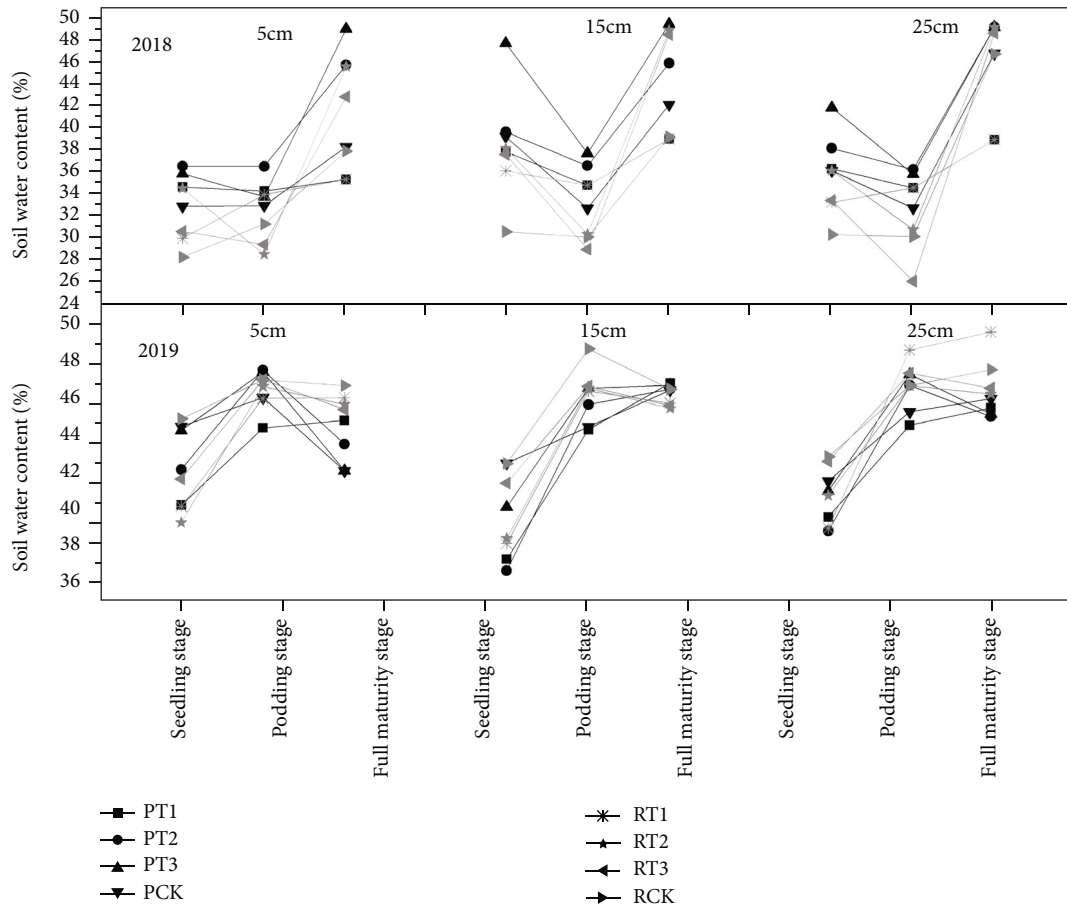 Soil water content (%)
50
48
46
44
42
40
38
36
34
32
30
28
26
24
2018
5cm
15cm
25cm
Soil water content (%)
50
48
46
44
42
40
38
36
2019
5cm
15cm
25cm
Seedling stage
Podding stage
Full maturity stage
Seedling stage
Podding stage
Full maturity stage
Seedling stage
Podding stage
Full maturity stage
PT1
PT2
PT3
PCK
RT1
RT2
RT3
RCK